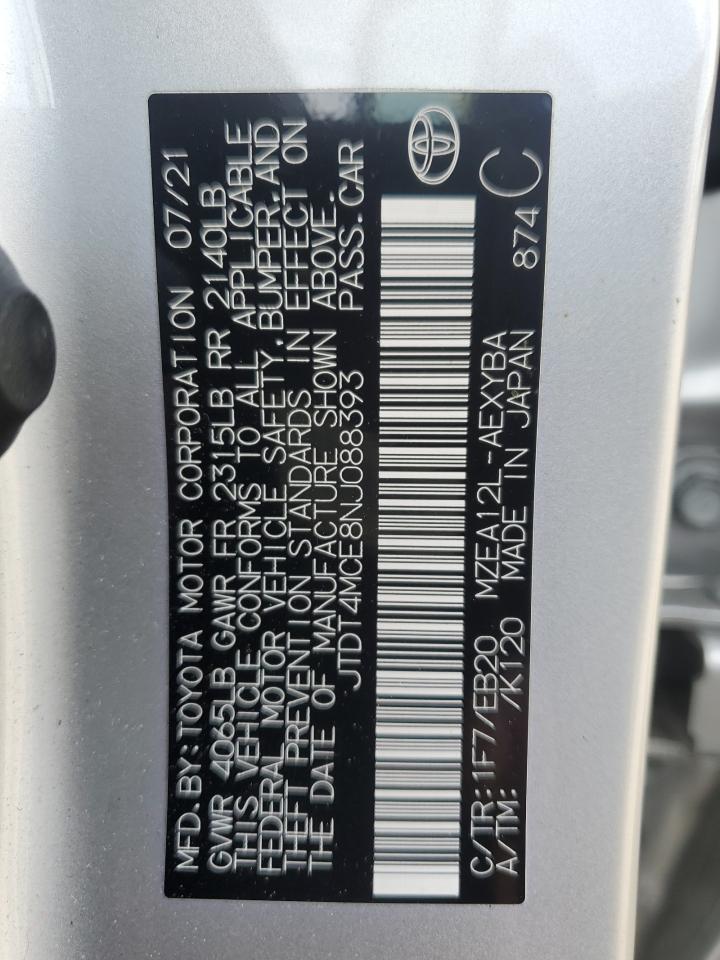 MFD. BY: TOYOTA MOTOR CORPORATION 07/21
GVWR 4065LB GAWR FR 2315LB RR 2140LB
THIS VEHICLE CONFORMS TO ALL APPLICABLE
FEDERAL MOTOR VEHICLE SAFETY, BUMPER, AND
THEFT PREVENTION STANDARDS IN EFFECT ON
THE DATE OF MANUFACTURE SHOWN ABOVE.
JTDT4MCE8NJ088393 PASS. CAR
C/TR: 1F7/EB20 MZEA12L-AEXYBA 874 C
A/TM: /K120 MADE IN JAPAN